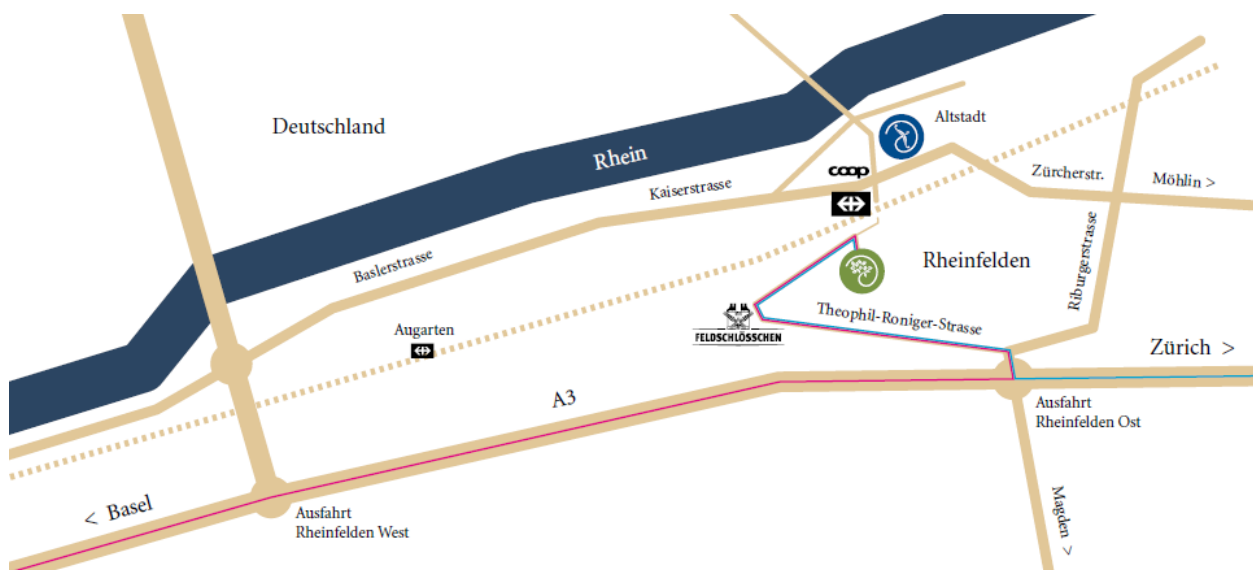 Deutschland
Rhein
Altstadt
coop
Kaiserstrasse
Zürcherstr.
Möhlin >
Baslerstrasse
Riburgerstrasse
Rheinfelden
Augarten
FELDSCHLÖSSCHEN
Theophil-Roniger-Strasse
Zürich >
A3
Ausfahrt
Rheinfelden Ost
< Basel
Ausfahrt
Rheinfelden West
Magden >